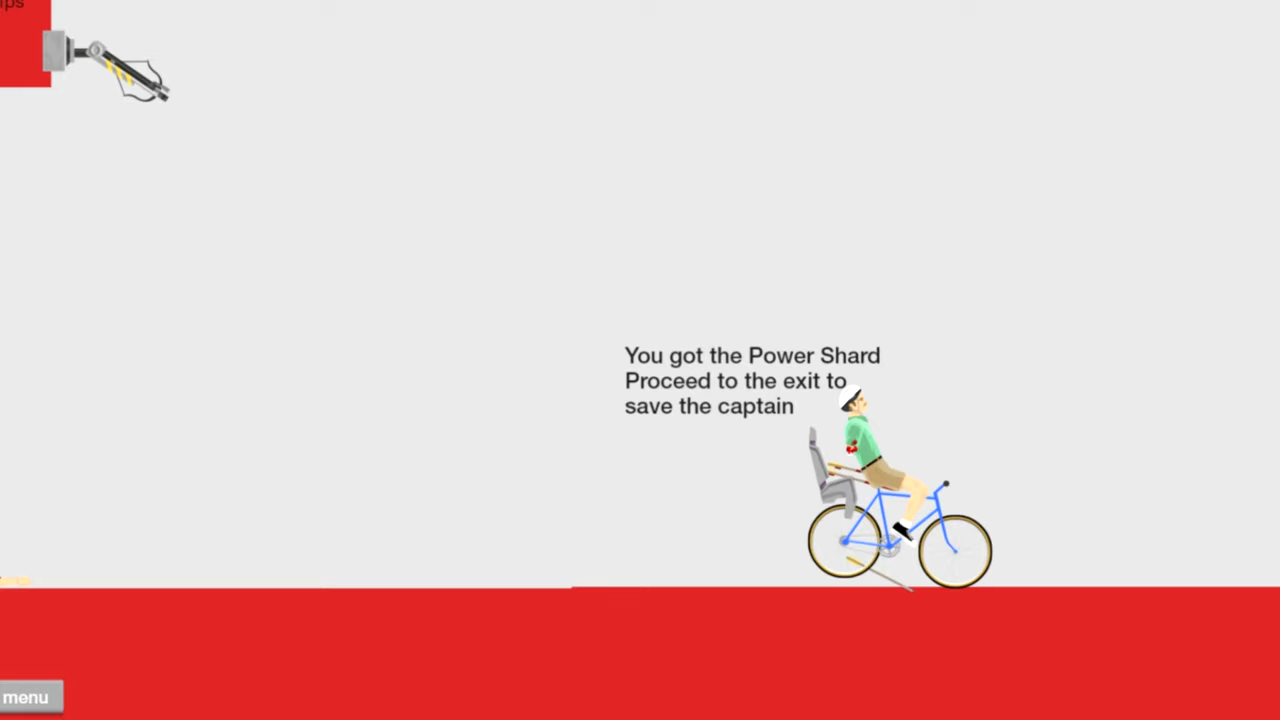 You got the Power Shard
Proceed to the exit to
save the captain
menu